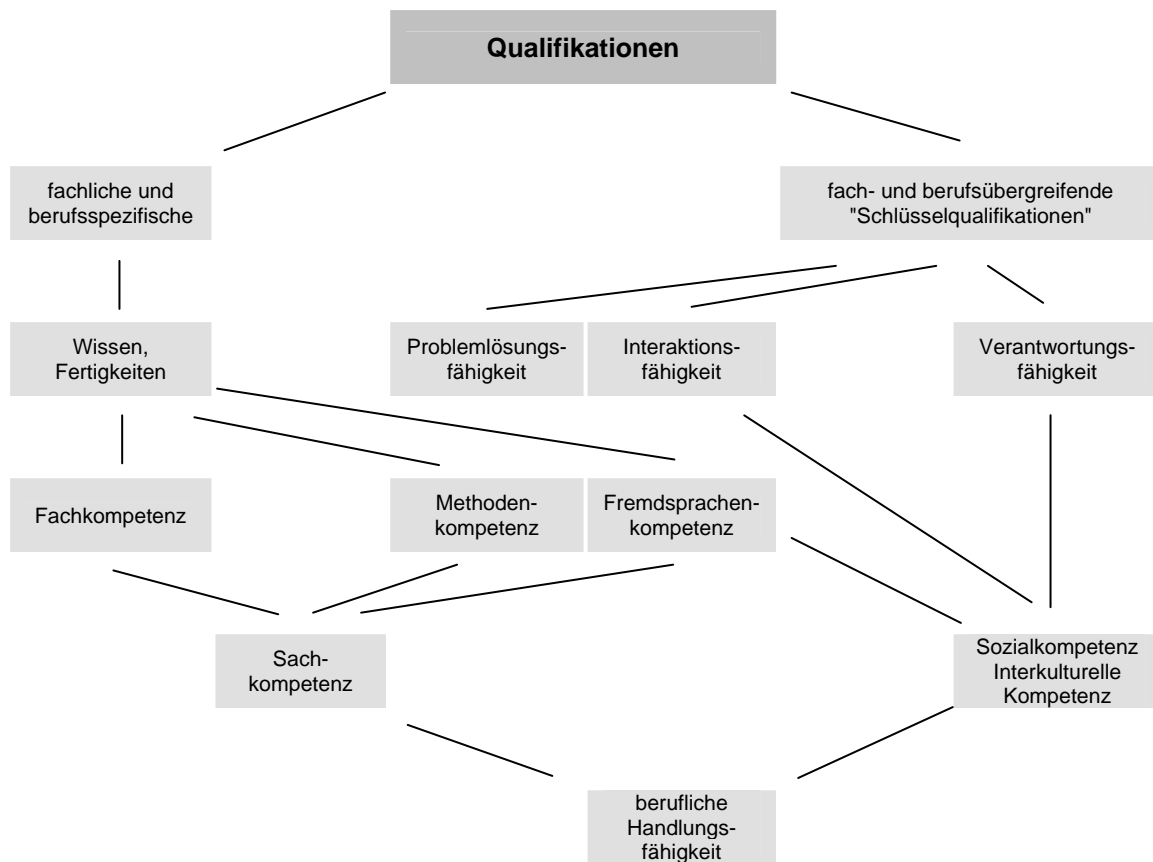 Qualifikationen
fachliche und
berufsspezifische
fach- und berufsübergreifende
"Schlüsselqualifikationen"
Wissen,
Fertigkeiten
Problemlösungs-
fähigkeit
Interaktions-
fähigkeit
Verantwortungs-
fähigkeit
Fachkompetenz
Methoden-
kompetenz
Fremdsprachen-
kompetenz
Sach-
kompetenz
Sozialkompetenz
Interkulturelle
Kompetenz
berufliche
Handlungs-
fähigkeit